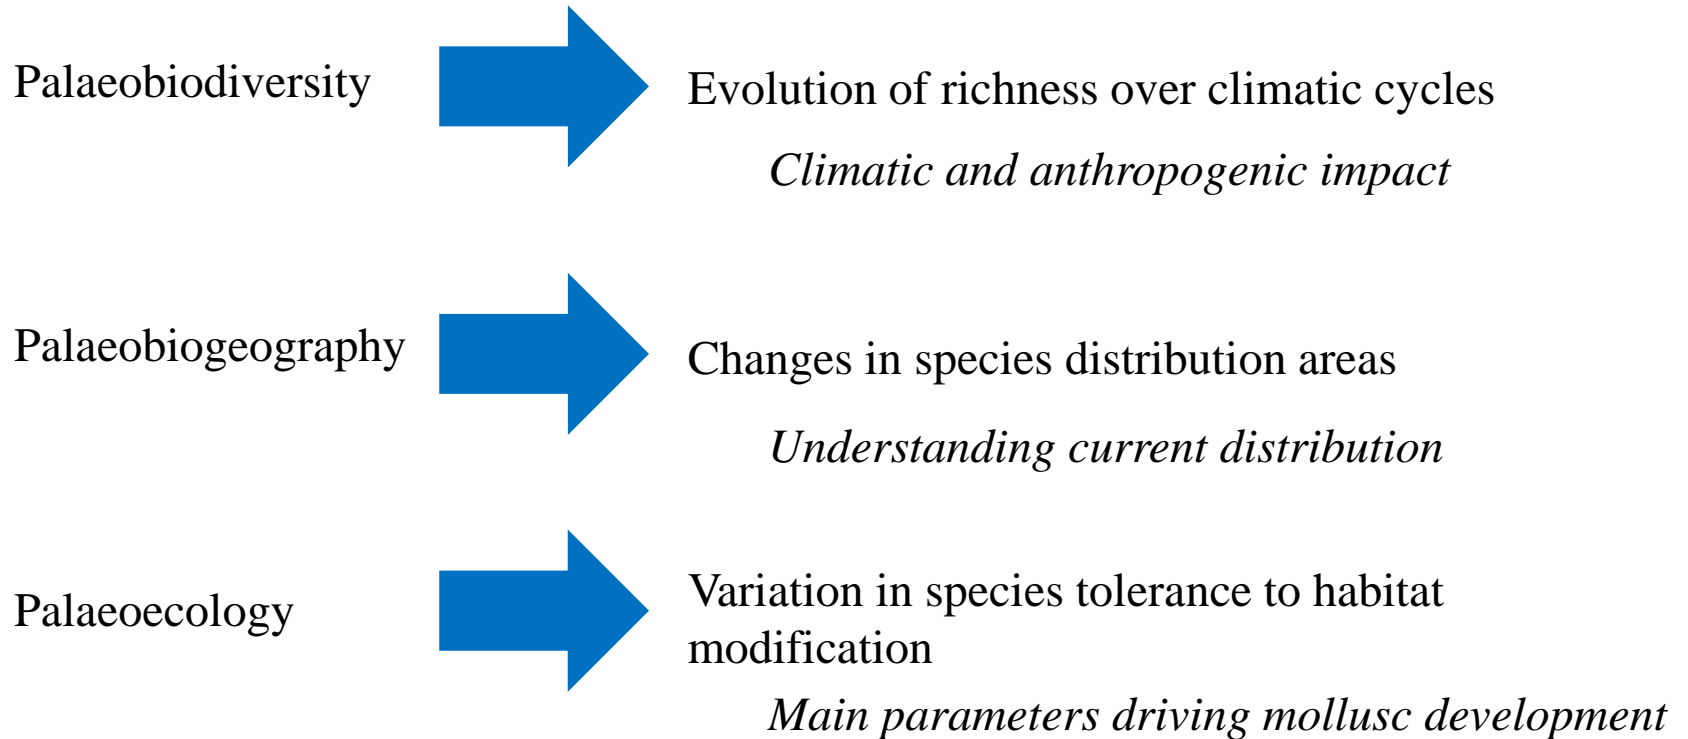 Palaeobiodiversity
Evolution of richness over climatic cycles
Climatic and anthropogenic impact
Palaeobiogeography
Changes in species distribution areas
Understanding current distribution
Palaeoecology
Variation in species tolerance to habitat
modification
Main parameters driving mollusc development